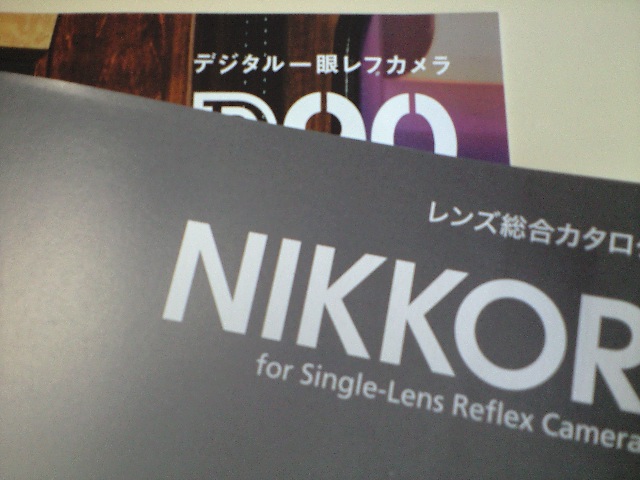 デジタル一眼レフカメラ
レンズ総合カタログ
NIKKOR
for Single-Lens Reflex Camera